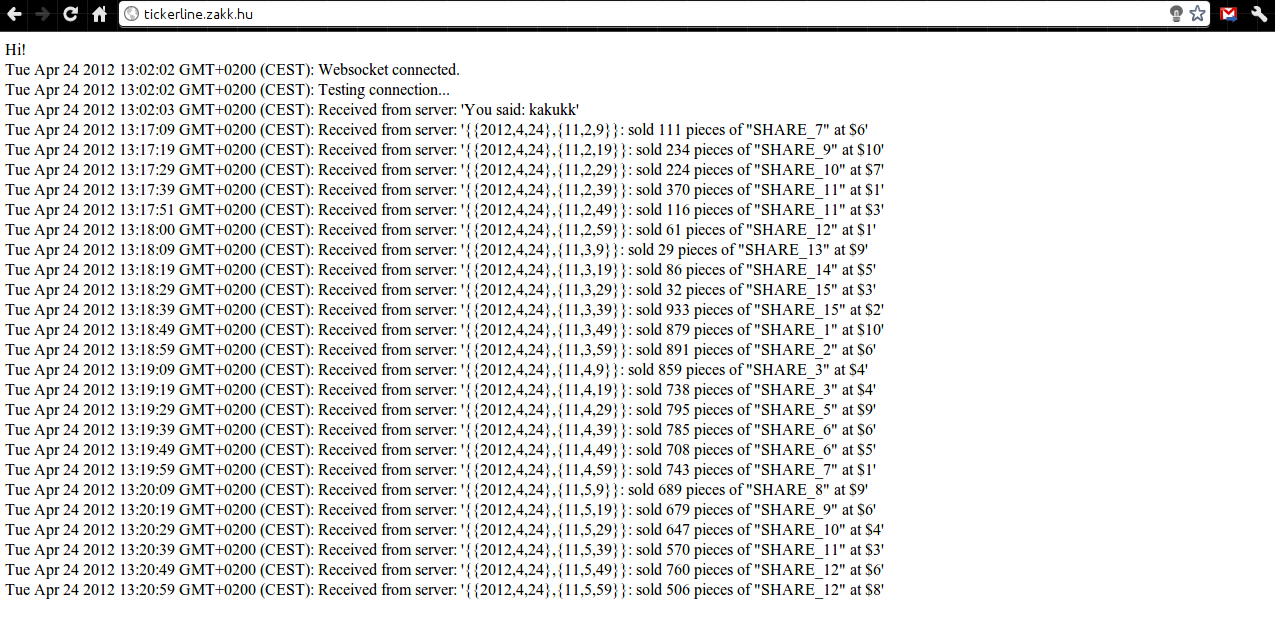 tickerline.zakk.hu
Hi!
Tue Apr 24 2012 13:02:02 GMT+0200 (CEST): Websocket connected.
Tue Apr 24 2012 13:02:02 GMT+0200 (CEST): Testing connection...
Tue Apr 24 2012 13:02:03 GMT+0200 (CEST): Received from server: 'You said: kakukk'
Tue Apr 24 2012 13:17:09 GMT+0200 (CEST): Received from server: '{{2012,4,24},{11,2,9}}: sold 111 pieces of "SHARE_7" at $6'
Tue Apr 24 2012 13:17:19 GMT+0200 (CEST): Received from server: '{{2012,4,24},{11,2,19}}: sold 234 pieces of "SHARE_9" at $10'
Tue Apr 24 2012 13:17:29 GMT+0200 (CEST): Received from server: '{{2012,4,24},{11,2,29}}: sold 224 pieces of "SHARE_10" at $7'
Tue Apr 24 2012 13:17:39 GMT+0200 (CEST): Received from server: '{{2012,4,24},{11,2,39}}: sold 370 pieces of "SHARE_11" at $1'
Tue Apr 24 2012 13:17:51 GMT+0200 (CEST): Received from server: '{{2012,4,24},{11,2,49}}: sold 116 pieces of "SHARE_11" at $3'
Tue Apr 24 2012 13:18:00 GMT+0200 (CEST): Received from server: '{{2012,4,24},{11,2,59}}: sold 61 pieces of "SHARE_12" at $1'
Tue Apr 24 2012 13:18:09 GMT+0200 (CEST): Received from server: '{{2012,4,24},{11,3,9}}: sold 29 pieces of "SHARE_13" at $9'
Tue Apr 24 2012 13:18:19 GMT+0200 (CEST): Received from server: '{{2012,4,24},{11,3,19}}: sold 86 pieces of "SHARE_14" at $5'
Tue Apr 24 2012 13:18:29 GMT+0200 (CEST): Received from server: '{{2012,4,24},{11,3,29}}: sold 32 pieces of "SHARE_15" at $3'
Tue Apr 24 2012 13:18:39 GMT+0200 (CEST): Received from server: '{{2012,4,24},{11,3,39}}: sold 933 pieces of "SHARE_15" at $2'
Tue Apr 24 2012 13:18:49 GMT+0200 (CEST): Received from server: '{{2012,4,24},{11,3,49}}: sold 879 pieces of "SHARE_1" at $10'
Tue Apr 24 2012 13:18:59 GMT+0200 (CEST): Received from server: '{{2012,4,24},{11,3,59}}: sold 891 pieces of "SHARE_2" at $6'
Tue Apr 24 2012 13:19:09 GMT+0200 (CEST): Received from server: '{{2012,4,24},{11,4,9}}: sold 859 pieces of "SHARE_3" at $4'
Tue Apr 24 2012 13:19:19 GMT+0200 (CEST): Received from server: '{{2012,4,24},{11,4,19}}: sold 738 pieces of "SHARE_3" at $4'
Tue Apr 24 2012 13:19:29 GMT+0200 (CEST): Received from server: '{{2012,4,24},{11,4,29}}: sold 795 pieces of "SHARE_5" at $9'
Tue Apr 24 2012 13:19:39 GMT+0200 (CEST): Received from server: '{{2012,4,24},{11,4,39}}: sold 785 pieces of "SHARE_6" at $6'
Tue Apr 24 2012 13:19:49 GMT+0200 (CEST): Received from server: '{{2012,4,24},{11,4,49}}: sold 708 pieces of "SHARE_6" at $5'
Tue Apr 24 2012 13:19:59 GMT+0200 (CEST): Received from server: '{{2012,4,24},{11,4,59}}: sold 743 pieces of "SHARE_7" at $1'
Tue Apr 24 2012 13:20:09 GMT+0200 (CEST): Received from server: '{{2012,4,24},{11,5,9}}: sold 689 pieces of "SHARE_8" at $9'
Tue Apr 24 2012 13:20:19 GMT+0200 (CEST): Received from server: '{{2012,4,24},{11,5,19}}: sold 679 pieces of "SHARE_9" at $6'
Tue Apr 24 2012 13:20:29 GMT+0200 (CEST): Received from server: '{{2012,4,24},{11,5,29}}: sold 647 pieces of "SHARE_10" at $4'
Tue Apr 24 2012 13:20:39 GMT+0200 (CEST): Received from server: '{{2012,4,24},{11,5,39}}: sold 570 pieces of "SHARE_11" at $3'
Tue Apr 24 2012 13:20:49 GMT+0200 (CEST): Received from server: '{{2012,4,24},{11,5,49}}: sold 760 pieces of "SHARE_12" at $6'
Tue Apr 24 2012 13:20:59 GMT+0200 (CEST): Received from server: '{{2012,4,24},{11,5,59}}: sold 506 pieces of "SHARE_12" at $8'